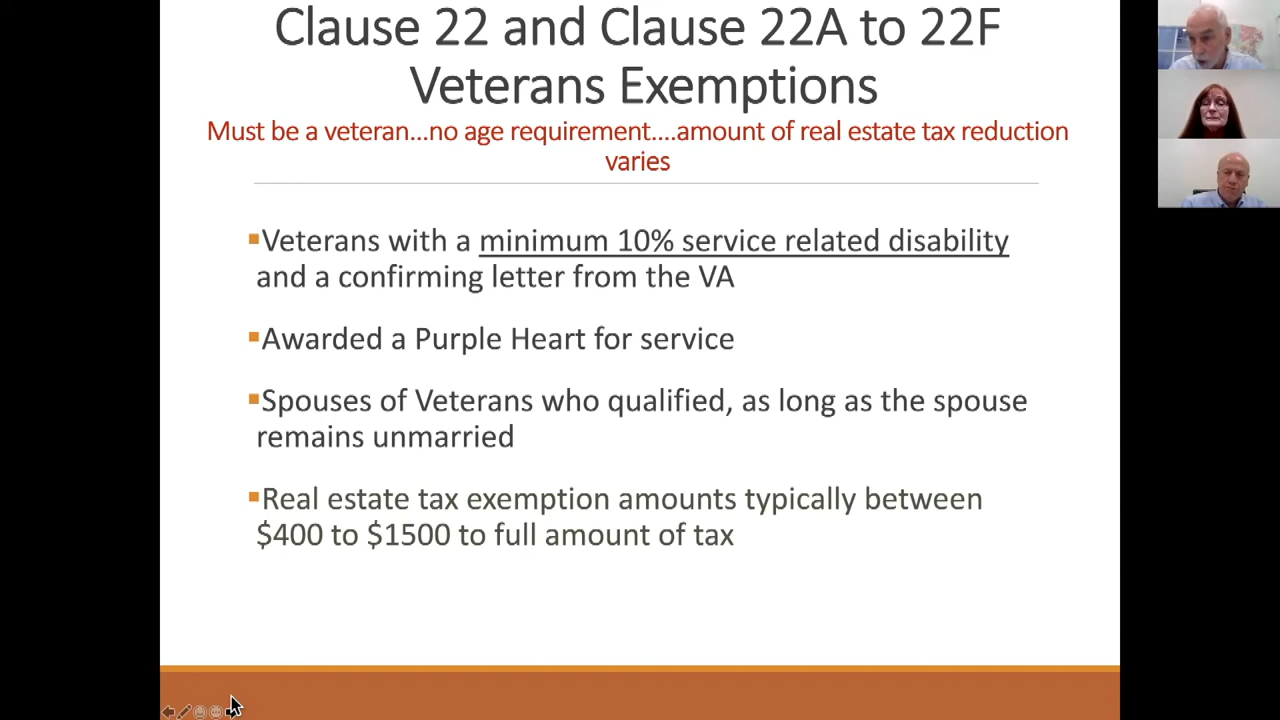 Clause 22 and Clause 22A to 22F
Veterans Exemptions
Must be a veteran...no age requirement....amount of real estate tax reduction
varies
▪Veterans with a minimum 10% service related disability
and a confirming letter from the VA
▪Awarded a Purple Heart for service
▪Spouses of Veterans who qualified, as long as the spouse
remains unmarried
▪Real estate tax exemption amounts typically between
$400 to $1500 to full amount of tax